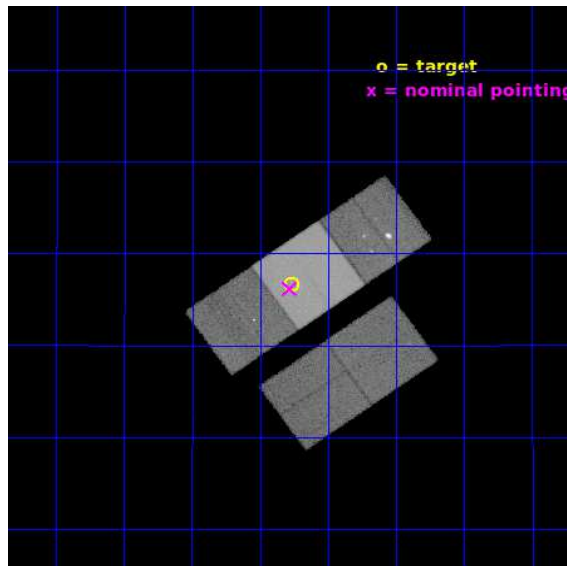 o = target
x = nominal pointing